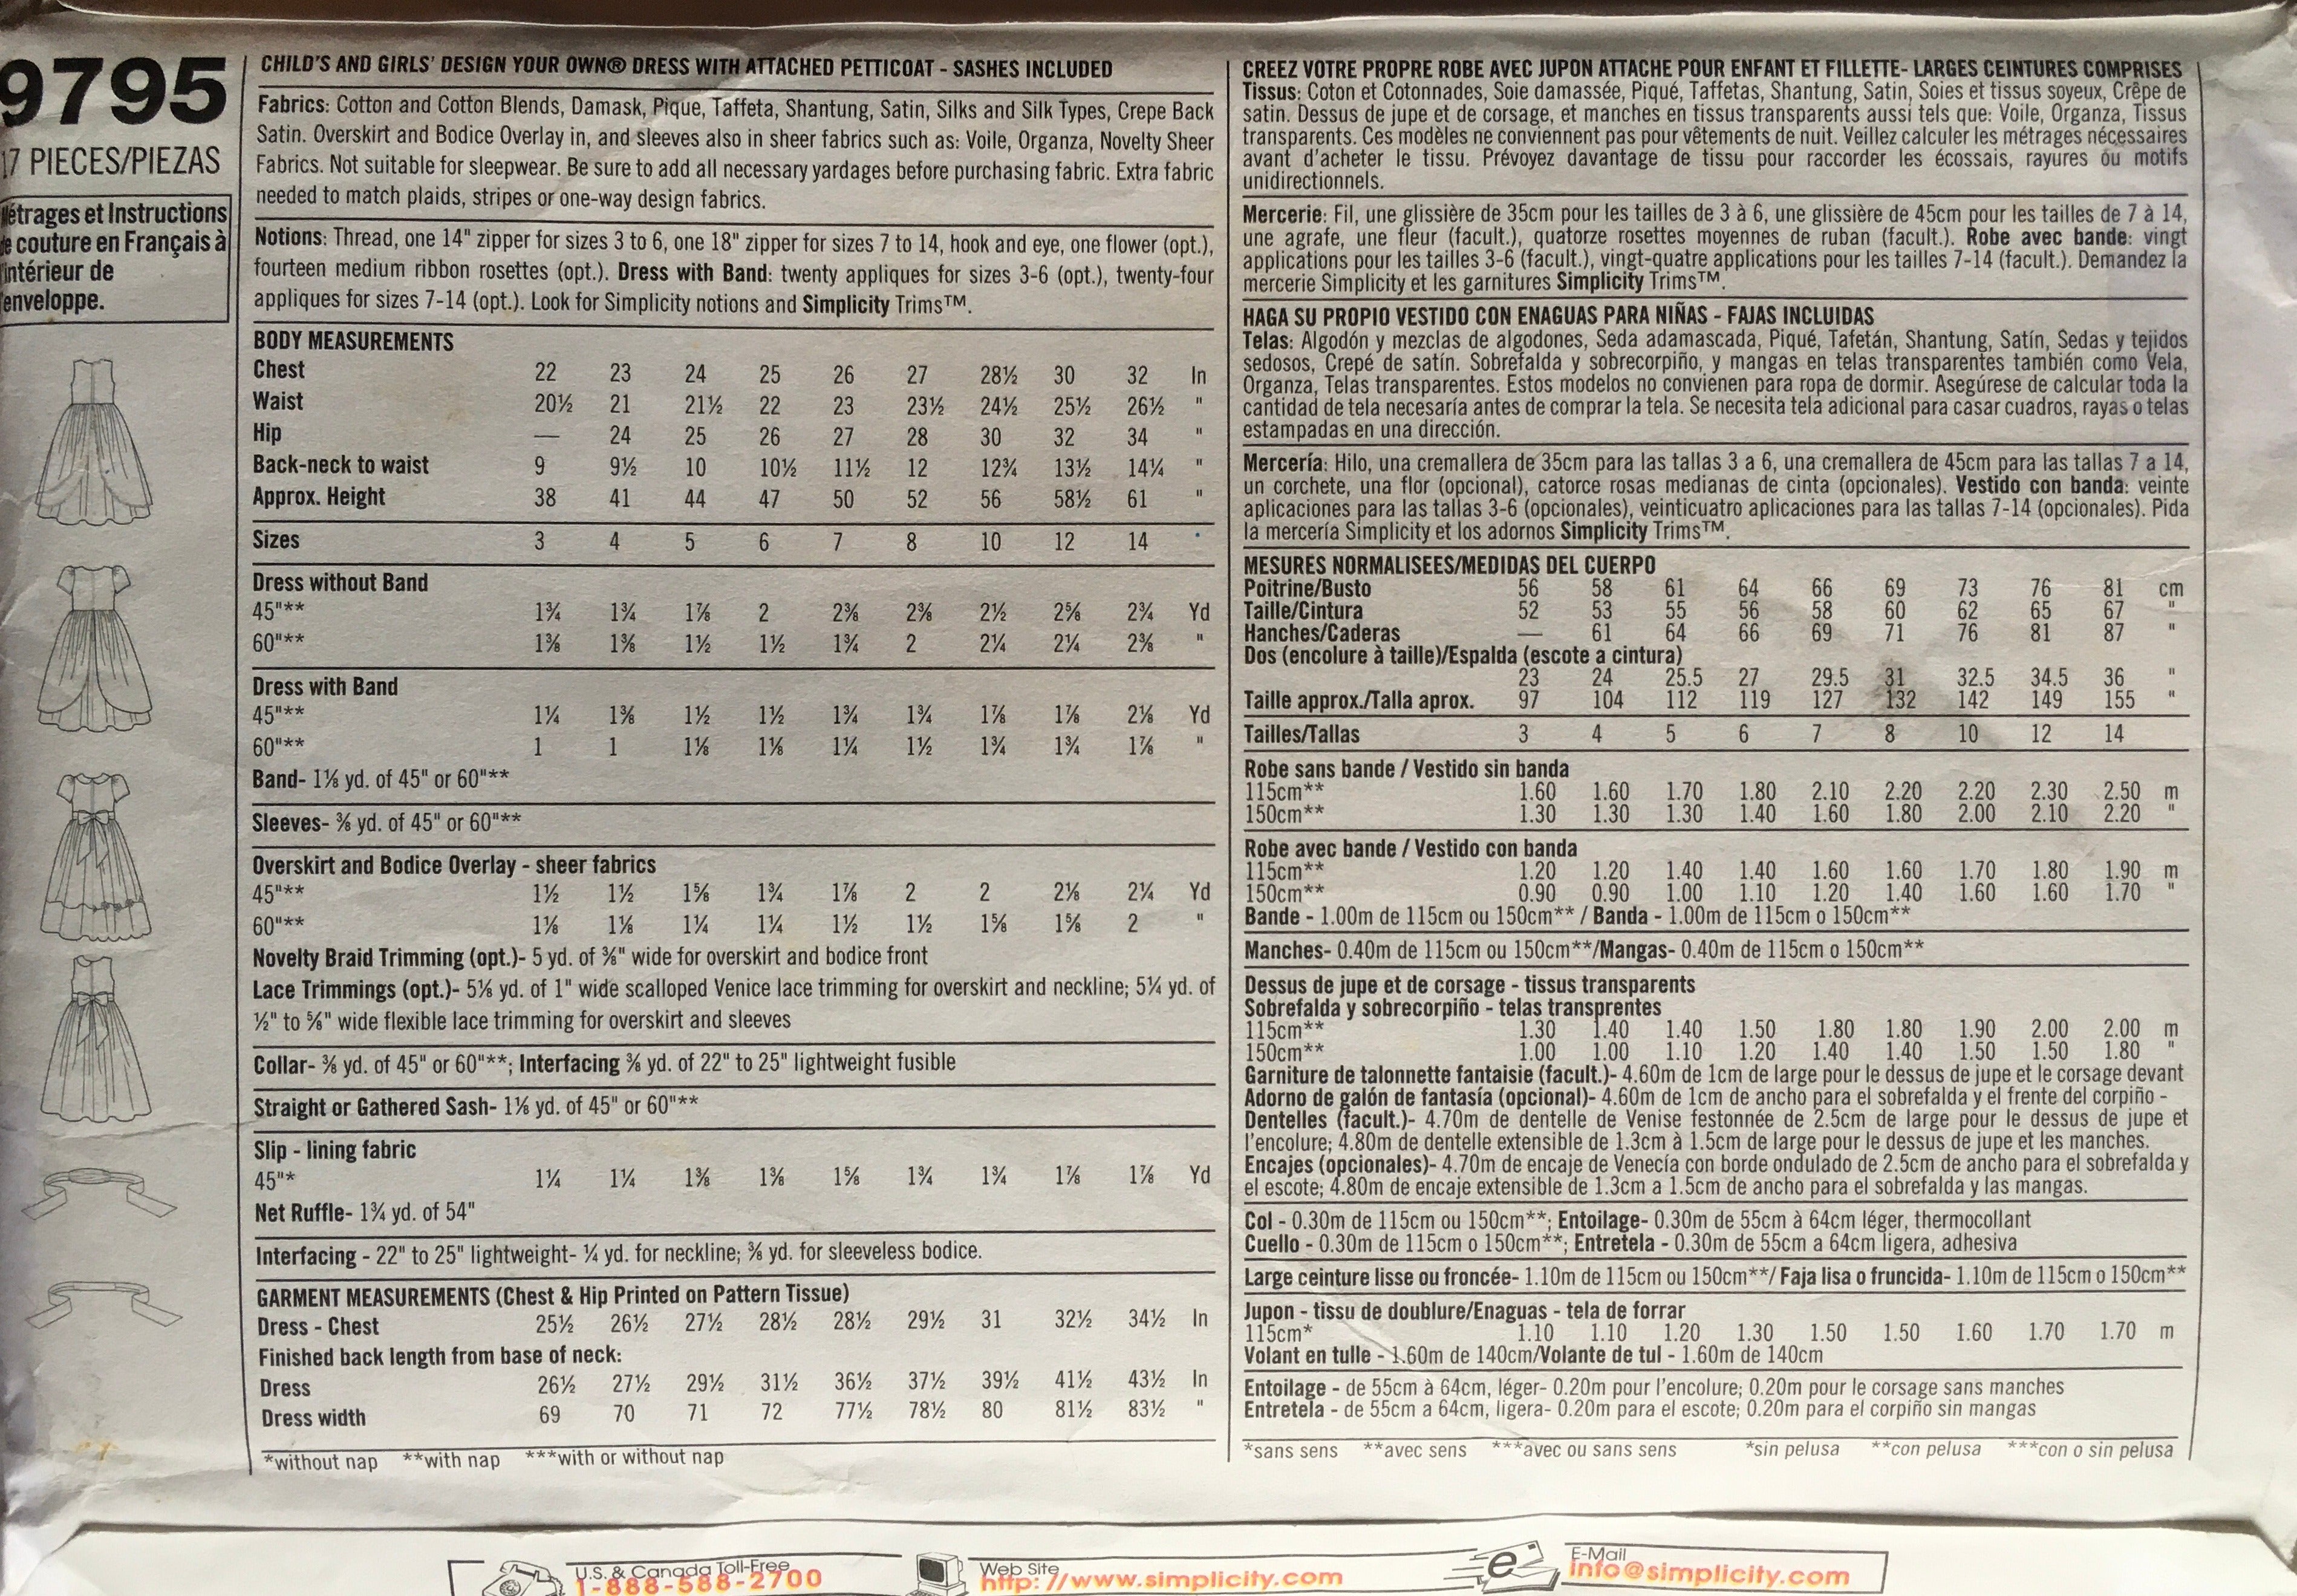 9795
17 PIECES/PIEZAS
Métrages et Instructions
de couture en Français à
l'intérieur de
l'enveloppe.
CHILD'S AND GIRLS' DESIGN YOUR OWN® DRESS WITH ATTACHED PETTICOAT - SASHES INCLUDED
Fabrics: Cotton and Cotton Blends, Damask, Pique, Taffeta, Shantung, Satin, Silks and Silk Types, Crepe Back
Satin. Overskirt and Bodice Overlay in, and sleeves also in sheer fabrics such as: Voile, Organza, Novelty Sheer
Fabrics. Not suitable for sleepwear. Be sure to add all necessary yardages before purchasing fabric. Extra fabric
needed to match plaids, stripes or one-way design fabrics.
Notions: Thread, one 14" zipper for sizes 3 to 6, one 18" zipper for sizes 7 to 14, hook and eye, one flower (opt.),
fourteen medium ribbon rosettes (opt.). Dress with Band: twenty appliques for sizes 3-6 (opt.), twenty-four
appliques for sizes 7-14 (opt.). Look for Simplicity notions and Simplicity Trims™.
BODY MEASUREMENTS
Chest 22 23 24 25 26 27 28½ 30 32 In
Waist 20½ 21 21½ 22 23 23½ 24½ 25½ 26½ "
Hip — 24 25 26 27 28 30 32 34 "
Back-neck to waist 9 9½ 10 10½ 11½ 12 12¾ 13½ 14¼ "
Approx. Height 38 41 44 47 50 52 56 58½ 61 "
Sizes 3 4 5 6 7 8 10 12 14
Dress without Band
45"** 1¾ 1¾ 1⅞ 2 2⅜ 2⅜ 2½ 2⅝ 2¾ Yd
60"** 1⅜ 1⅜ 1½ 1½ 1¾ 2 2¼ 2¼ 2⅜ "
Dress with Band
45"** 1¼ 1⅜ 1½ 1½ 1¾ 1¾ 1⅞ 1⅞ 2⅛ Yd
60"** 1 1 1⅛ 1⅛ 1¼ 1½ 1¾ 1¾ 1⅞ "
Band- 1⅛ yd. of 45" or 60"**
Sleeves- ⅜ yd. of 45" or 60"**
Overskirt and Bodice Overlay - sheer fabrics
45"** 1½ 1½ 1⅝ 1¾ 1⅞ 2 2 2⅛ 2¼ Yd
60"** 1⅛ 1⅛ 1¼ 1¼ 1½ 1½ 1⅝ 1⅝ 2 "
Novelty Braid Trimming (opt.)- 5 yd. of ⅜" wide for overskirt and bodice front
Lace Trimmings (opt.)- 5⅛ yd. of 1" wide scalloped Venice lace trimming for overskirt and neckline; 5¼ yd. of
½" to ⅝" wide flexible lace trimming for overskirt and sleeves
Collar- ⅜ yd. of 45" or 60"**; Interfacing ⅜ yd. of 22" to 25" lightweight fusible
Straight or Gathered Sash- 1⅛ yd. of 45" or 60"**
Slip - lining fabric
45"* 1¼ 1¼ 1⅜ 1⅜ 1⅝ 1¾ 1¾ 1⅞ 1⅞ Yd
Net Ruffle- 1¾ yd. of 54"
Interfacing - 22" to 25" lightweight- ¼ yd. for neckline; ⅜ yd. for sleeveless bodice.
GARMENT MEASUREMENTS (Chest & Hip Printed on Pattern Tissue)
Dress - Chest 25½ 26½ 27½ 28½ 28½ 29½ 31 32½ 34½ In
Finished back length from base of neck:
Dress 26½ 27½ 29½ 31½ 36½ 37½ 39½ 41½ 43½ In
Dress width 69 70 71 72 77½ 78½ 80 81½ 83½ "
*without nap **with nap ***with or without nap
CREEZ VOTRE PROPRE ROBE AVEC JUPON ATTACHE POUR ENFANT ET FILLETTE- LARGES CEINTURES COMPRISES
Tissus: Coton et Cotonnades, Soie damassée, Piqué, Taffetas, Shantung, Satin, Soies et tissus soyeux, Crêpe de
satin. Dessus de jupe et de corsage, et manches en tissus transparents aussi tels que: Voile, Organza, Tissus
transparents. Ces modèles ne conviennent pas pour vêtements de nuit. Veillez calculer les métrages nécessaires
avant d'acheter le tissu. Prévoyez davantage de tissu pour raccorder les écossais, rayures ou motifs
unidirectionnels.
Mercerie: Fil, une glissière de 35cm pour les tailles de 3 à 6, une glissière de 45cm pour les tailles de 7 à 14,
une agrafe, une fleur (facult.), quatorze rosettes moyennes de ruban (facult.). Robe avec bande: vingt
applications pour les tailles 3-6 (facult.), vingt-quatre applications pour les tailles 7-14 (facult.). Demandez la
mercerie Simplicity et les garnitures Simplicity Trims™.
HAGA SU PROPIO VESTIDO CON ENAGUAS PARA NIÑAS - FAJAS INCLUIDAS
Telas: Algodón y mezclas de algodones, Seda adamascada, Piqué, Tafetán, Shantung, Satín, Sedas y tejidos
sedosos, Crepé de satín. Sobrefalda y sobrecorpiño, y mangas en telas transparentes también como Vela,
Organza, Telas transparentes. Estos modelos no convienen para ropa de dormir. Asegúrese de calcular toda la
cantidad de tela necesaría antes de comprar la tela. Se necesita tela adicional para casar cuadros, rayas o telas
estampadas en una dirección.
Mercería: Hilo, una cremallera de 35cm para las tallas 3 a 6, una cremallera de 45cm para las tallas 7 a 14,
un corchete, una flor (opcional), catorce rosas medianas de cinta (opcionales). Vestido con banda: veinte
aplicaciones para las tallas 3-6 (opcionales), veinticuatro aplicaciones para las tallas 7-14 (opcionales). Pida
la mercería Simplicity et los adornos Simplicity Trims™.
MESURES NORMALISEES/MEDIDAS DEL CUERPO
Poitrine/Busto 56 58 61 64 66 69 73 76 81 cm
Taille/Cintura 52 53 55 56 58 60 62 65 67 "
Hanches/Caderas — 61 64 66 69 71 76 81 87 "
Dos (encolure à taille)/Espalda (escote a cintura)
23 24 25.5 27 29.5 31 32.5 34.5 36 "
Taille approx./Talla aprox. 97 104 112 119 127 132 142 149 155 "
Tailles/Tallas 3 4 5 6 7 8 10 12 14
Robe sans bande / Vestido sin banda
115cm** 1.60 1.60 1.70 1.80 2.10 2.20 2.20 2.30 2.50 m
150cm** 1.30 1.30 1.30 1.40 1.60 1.80 2.00 2.10 2.20 "
Robe avec bande / Vestido con banda
115cm** 1.20 1.20 1.40 1.40 1.60 1.60 1.70 1.80 1.90 m
150cm** 0.90 0.90 1.00 1.10 1.20 1.40 1.60 1.60 1.70 "
Bande - 1.00m de 115cm ou 150cm** / Banda - 1.00m de 115cm o 150cm**
Manches- 0.40m de 115cm ou 150cm**/Mangas- 0.40m de 115cm o 150cm**
Dessus de jupe et de corsage - tissus transparents
Sobrefalda y sobrecorpiño - telas transprentes
115cm** 1.30 1.40 1.40 1.50 1.80 1.80 1.90 2.00 2.00 m
150cm** 1.00 1.00 1.10 1.20 1.40 1.40 1.50 1.50 1.80 "
Garniture de talonnette fantaisie (facult.)- 4.60m de 1cm de large pour le dessus de jupe et le corsage devant
Adorno de galón de fantasía (opcional)- 4.60m de 1cm de ancho para el sobrefalda y el frente del corpiño -
Dentelles (facult.)- 4.70m de dentelle de Venise festonnée de 2.5cm de large pour le dessus de jupe et
l'encolure; 4.80m de dentelle extensible de 1.3cm à 1.5cm de large pour le dessus de jupe et les manches.
Encajes (opcionales)- 4.70m de encaje de Venecía con borde ondulado de 2.5cm de ancho para el sobrefalda y
el escote; 4.80m de encaje extensible de 1.3cm a 1.5cm de ancho para el sobrefalda y las mangas.
Col - 0.30m de 115cm ou 150cm**; Entoilage- 0.30m de 55cm à 64cm léger, thermocollant
Cuello - 0.30m de 115cm o 150cm**; Entretela - 0.30m de 55cm a 64cm ligera, adhesiva
Large ceinture lisse ou froncée- 1.10m de 115cm ou 150cm**/ Faja lisa o fruncida- 1.10m de 115cm o 150cm**
Jupon - tissu de doublure/Enaguas - tela de forrar
115cm* 1.10 1.10 1.20 1.30 1.50 1.50 1.60 1.70 1.70 m
Volant en tulle - 1.60m de 140cm/Volante de tul - 1.60m de 140cm
Entoilage - de 55cm à 64cm, léger- 0.20m pour l'encolure; 0.20m pour le corsage sans manches
Entretela - de 55cm a 64cm, ligera- 0.20m para el escote; 0.20m para el corpiño sin mangas
*sans sens **avec sens ***avec ou sans sens *sin pelusa **con pelusa ***con o sin pelusa
U.S. & Canada Toll-Free
1-888-588-2700
Web Site
http://www.simplicity.com
e
E-Mail
info@simplicity.com